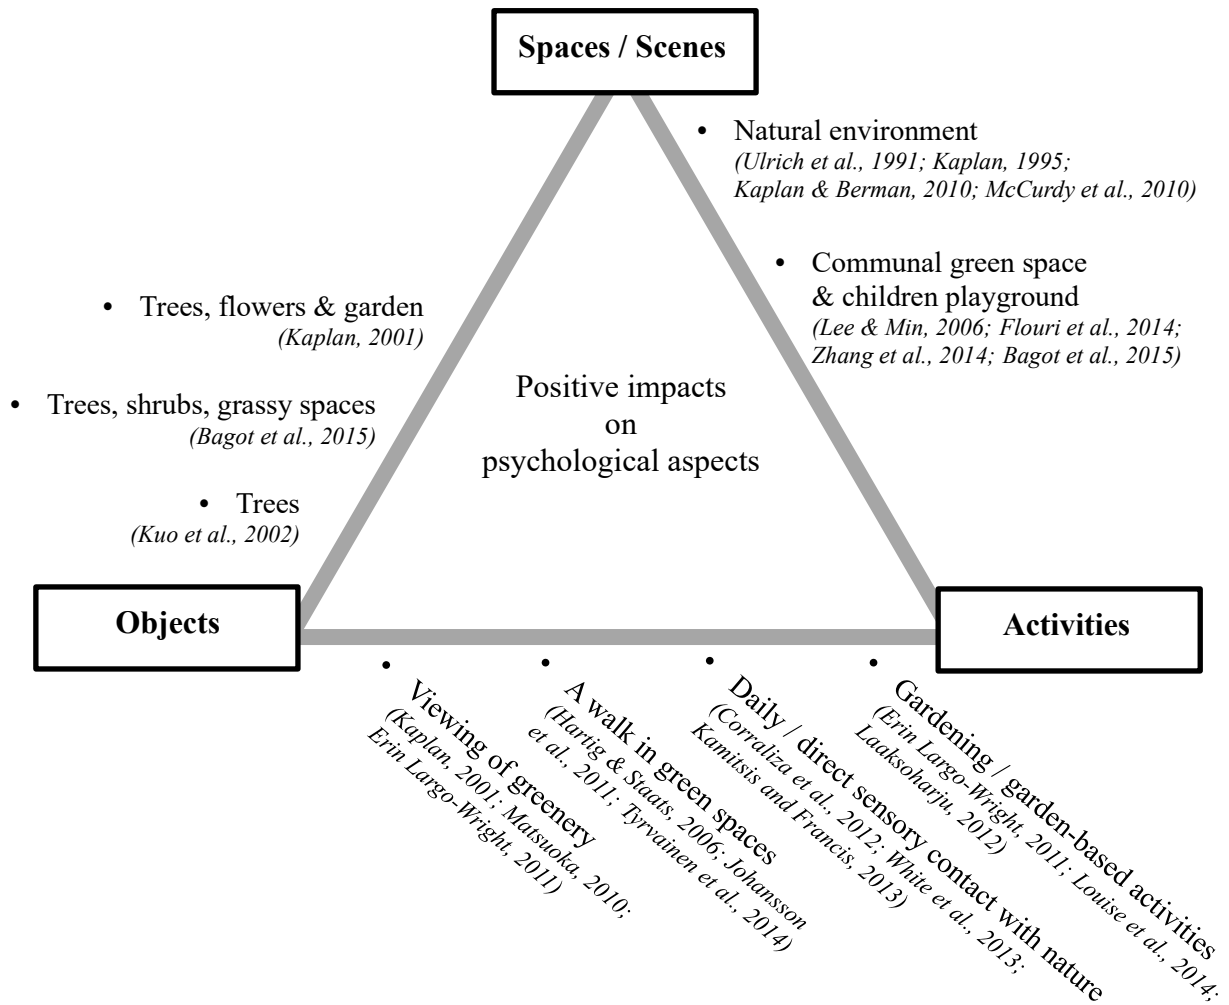 Spaces / Scenes
• Natural environment
(Ulrich et al., 1991; Kaplan, 1995;
Kaplan & Berman, 2010; McCurdy et al., 2010)
• Communal green space
& children playground
(Lee & Min, 2006; Flouri et al., 2014;
Zhang et al., 2014; Bagot et al., 2015)
• Trees, flowers & garden
(Kaplan, 2001)
• Trees, shrubs, grassy spaces
(Bagot et al., 2015)
• Trees
(Kuo et al., 2002)
Positive impacts
on
psychological aspects
Objects
Activities
• Viewing of greenery
(Kaplan, 2001; Matsuoka, 2010;
Erin Largo-Wright, 2011)
• A walk in green spaces
(Hartig & Staats, 2006; Johansson
et al., 2011; Tyrvainen et al., 2014)
• Daily / direct sensory contact with nature
(Corraliza et al., 2012; White et al., 2013;
Kamitsis and Francis, 2013)
• Gardening / garden-based activities
(Erin Largo-Wright, 2011; Louise et al., 2014;
Laaksoharju, 2012)